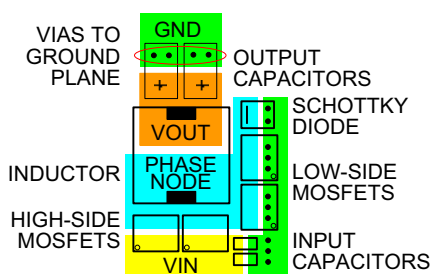 VIAS TO
GROUND
PLANE
GND
OUTPUT
CAPACITORS
+ +
VOUT
SCHOTTKY
DIODE
INDUCTOR
PHASE
NODE
LOW-SIDE
MOSFETS
HIGH-SIDE
MOSFETS
VIN
INPUT
CAPACITORS